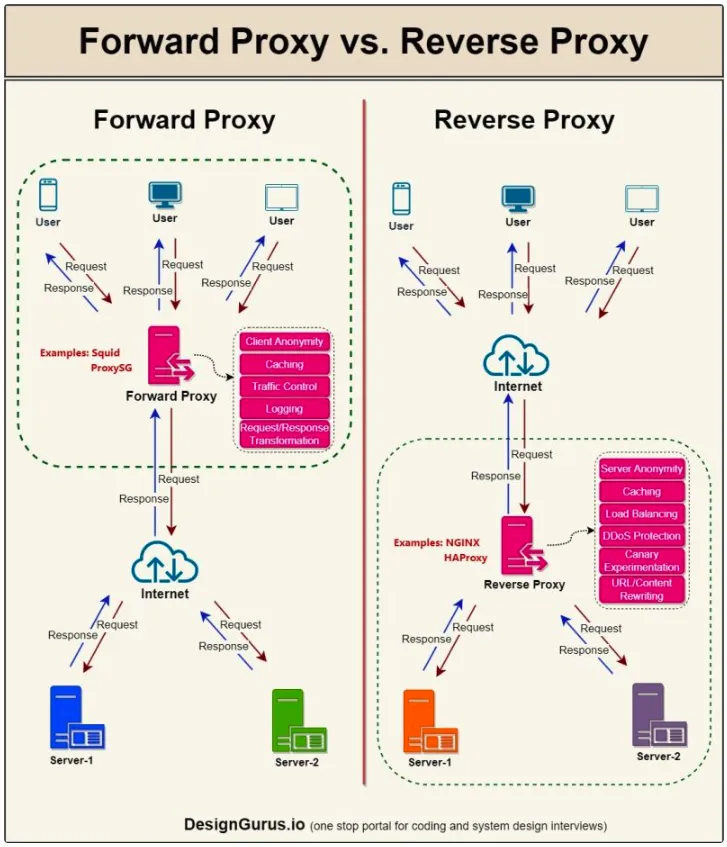 Forward Proxy vs. Reverse Proxy
Forward Proxy
User
User
User
Request
Response
Request
Response
Request
Response
Examples: Squid
ProxySG
Forward Proxy
Client Anonymity
Caching
Traffic Control
Logging
Request/Response
Transformation
Request
Response
Internet
Request
Response
Request
Response
Server-1
Server-2
Reverse Proxy
User
User
User
Request
Response
Request
Response
Request
Response
Internet
Request
Response
Examples: NGINX
HAProxy
Reverse Proxy
Server Anonymity
Caching
Load Balancing
DDoS Protection
Canary
Experimentation
URL/Content
Rewriting
Request
Response
Request
Response
Server-1
Server-2
DesignGurus.io (one stop portal for coding and system design interviews)